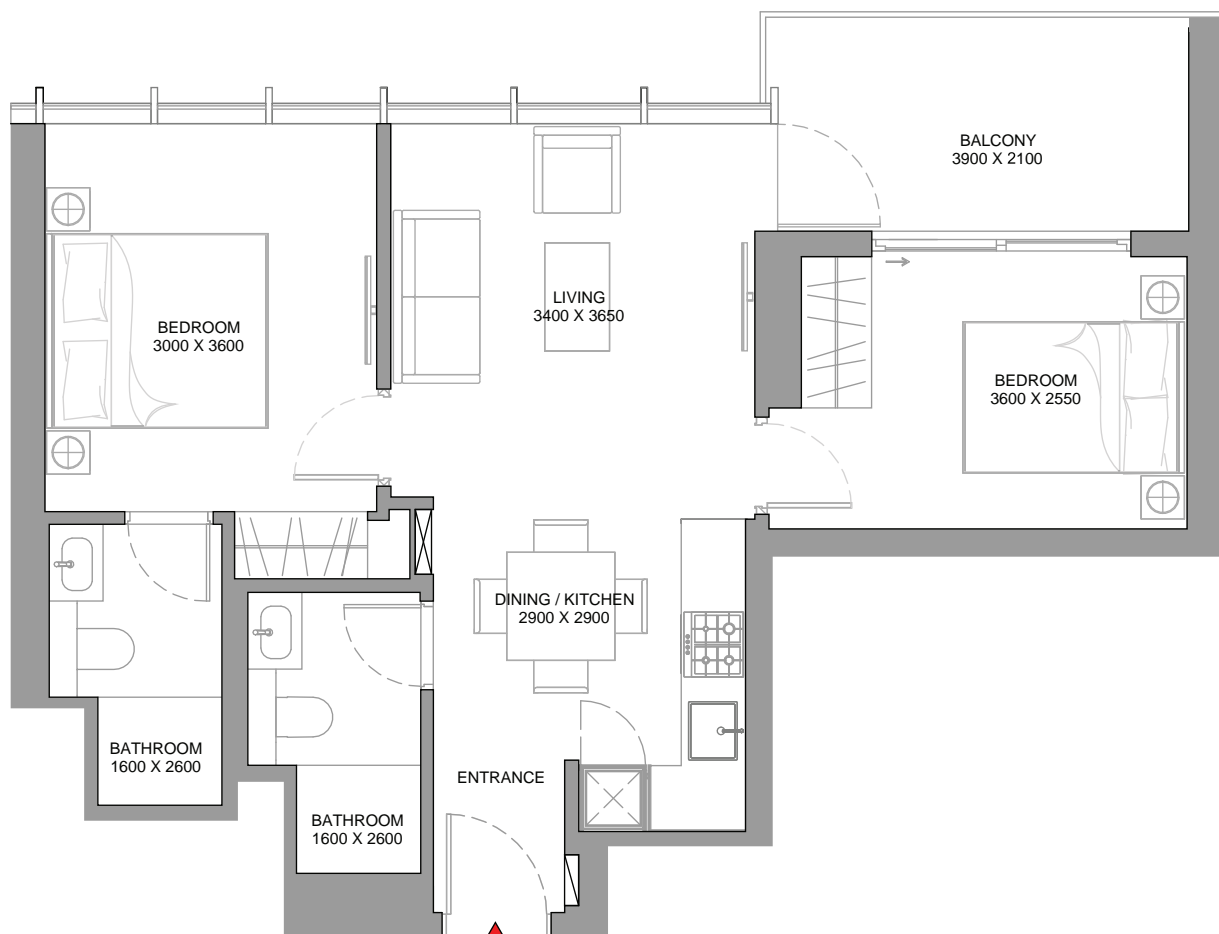 BALCONY
3900 X 2100
LIVING
3400 X 3650
BEDROOM
3000 X 3600
BEDROOM
3600 X 2550
DINING / KITCHEN
2900 X 2900
BATHROOM
1600 X 2600
ENTRANCE
BATHROOM
1600 X 2600